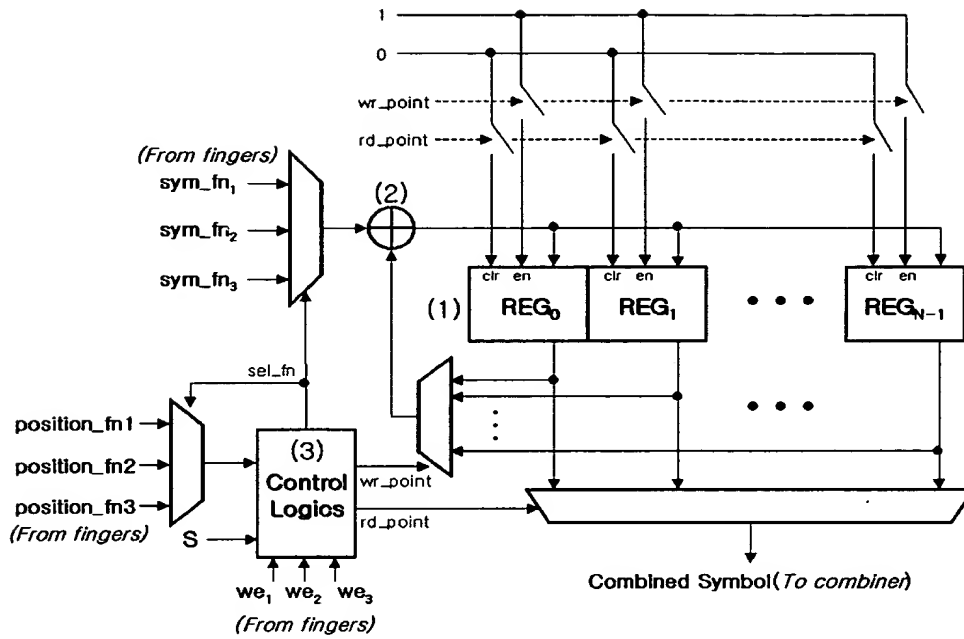 1
0
wr_point
rd_point
(From fingers)
sym_fn1
sym_fn2
sym_fn3
(2)
clr en
REG0
clr en
REG1
clr en
REGN-1
(1)
sel_fn
position_fn1
position_fn2
position_fn3
(From fingers)
S
(3)
Control
Logics
wr_point
rd_point
we1 we2 we3
(From fingers)
Combined Symbol(To combiner)